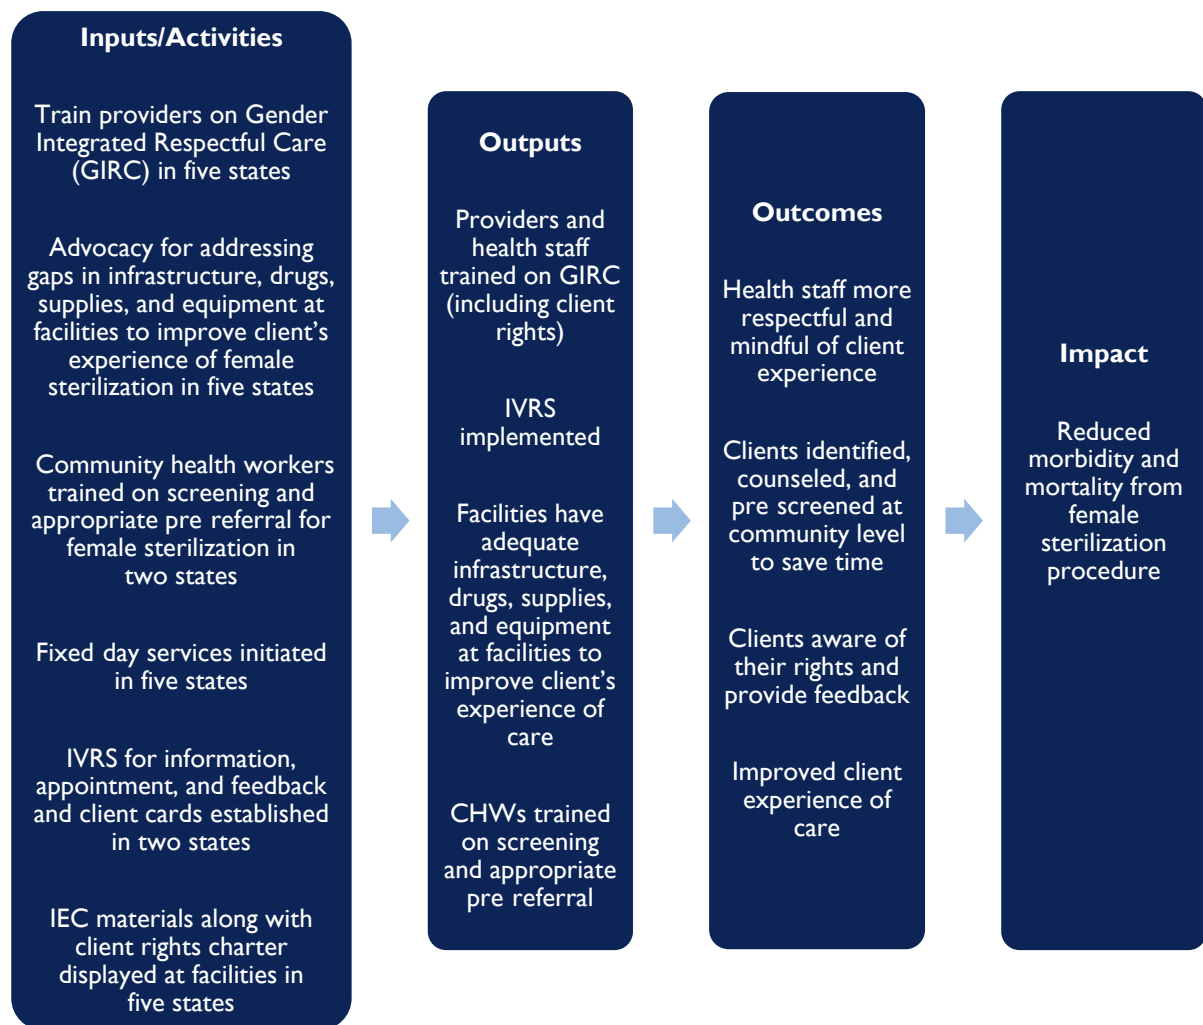 Inputs/Activities
Train providers on Gender
Integrated Respectful Care
(GIRC) in five states
Advocacy for addressing
gaps in infrastructure, drugs,
supplies, and equipment at
facilities to improve client’s
experience of female
sterilization in five states
Community health workers
trained on screening and
appropriate pre referral for
female sterilization in
two states
Fixed day services initiated
in five states
IVRS for information,
appointment, and feedback
and client cards established
in two states
IEC materials along with
client rights charter
displayed at facilities in
five states
Outputs
Providers and
health staff
trained on GIRC
(including client
rights)
IVRS
implemented
Facilities have
adequate
infrastructure,
drugs, supplies,
and equipment
at facilities to
improve client’s
experience of
care
CHWs trained
on screening
and appropriate
pre referral
Outcomes
Health staff more
respectful and
mindful of client
experience
Clients identified,
counseled, and
pre screened at
community level
to save time
Clients aware of
their rights and
provide feedback
Improved client
experience of
care
Impact
Reduced
morbidity and
mortality from
female
sterilization
procedure